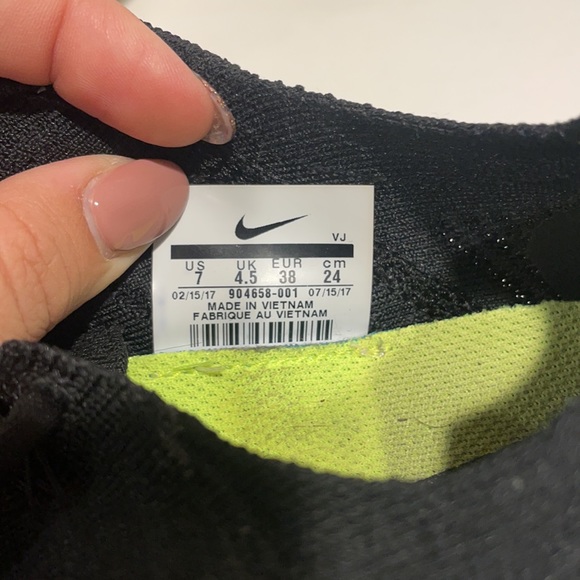 VJ
US UK EUR cm
7 4.5 38 24
02/15/17 904658-001 07/15/17
MADE IN VIETNAM
FABRIQUE AU VIETNAM